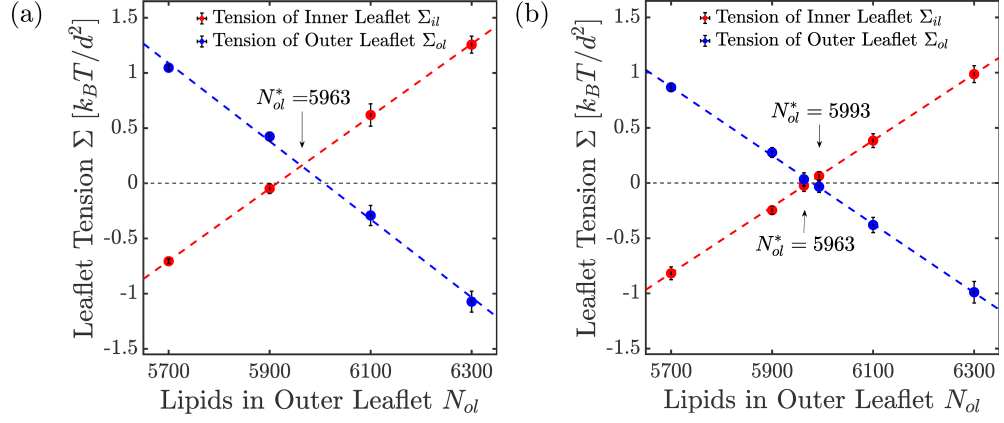 (a)
Tension of Inner Leaflet Σ_il
Tension of Outer Leaflet Σ_ol
N*_ol =5963
Leaflet Tension Σ [k_BT/d²]
1.5
1
0.5
0
-0.5
-1
-1.5
5700 5900 6100 6300
Lipids in Outer Leaflet N_ol
(b)
Tension of Inner Leaflet Σ_il
Tension of Outer Leaflet Σ_ol
N*_ol = 5993
N*_ol = 5963
Leaflet Tension Σ [k_BT/d²]
1.5
1
0.5
0
-0.5
-1
-1.5
5700 5900 6100 6300
Lipids in Outer Leaflet N_ol